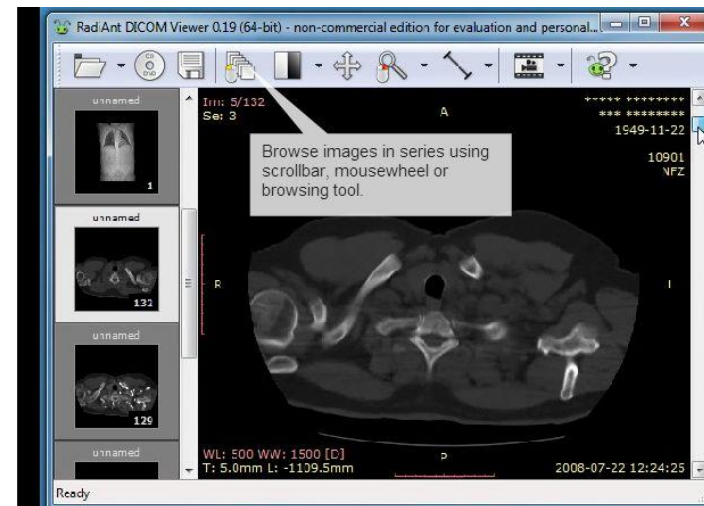 RadiAnt DICOM Viewer 0.19 (64-bit) - non-commercial edition for evaluation and personal...
unnamed
1
unnamed
132
unnamed
129
unnamed
Im: 5/132
Se: 3
A
***** ********
*** ********
1949-11-22
10901
NFZ
Browse images in series using
scrollbar, mousewheel or
browsing tool.
R
WL: 500 WW: 1500 [D]
T: 5.0mm L: -1109.5mm
P
2008-07-22 12:24:25
Ready